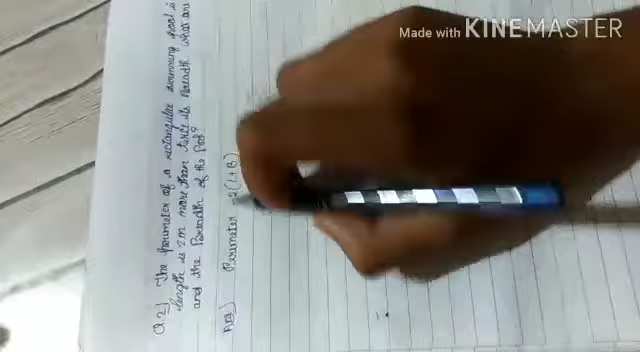 Made with KINEMASTER
Q.2] The perimeter of a rectangular swimming pool is
length is 2m more than twice its Breadth. what are
and the Breadth of the Pool?
Ans] Perimeter = 2(L+B)